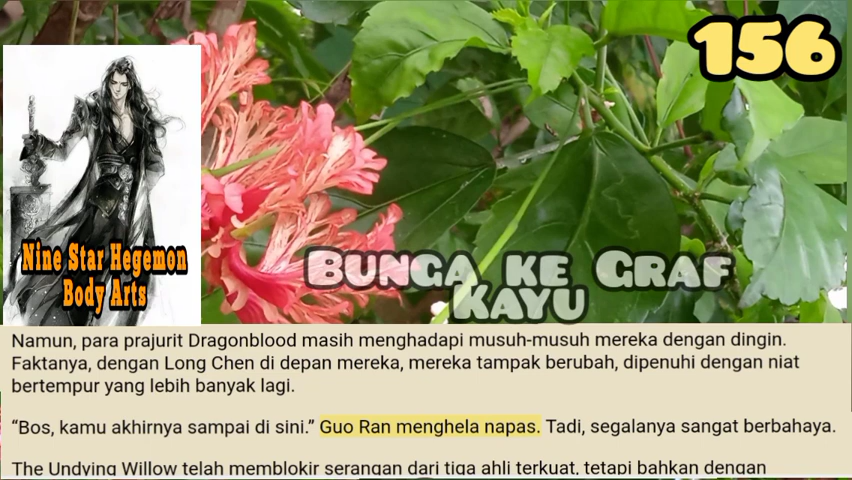 156
Nine Star Hegemon
Body Arts
BUNGA KE GRAF
KAYU
Namun, para prajurit Dragonblood masih menghadapi musuh-musuh mereka dengan dingin.
Faktanya, dengan Long Chen di depan mereka, mereka tampak berubah, dipenuhi dengan niat
bertempur yang lebih banyak lagi.
“Bos, kamu akhirnya sampai di sini.” Guo Ran menghela napas. Tadi, segalanya sangat berbahaya.
The Undying Willow telah memblokir serangan dari tiga ahli terkuat, tetapi bahkan dengan